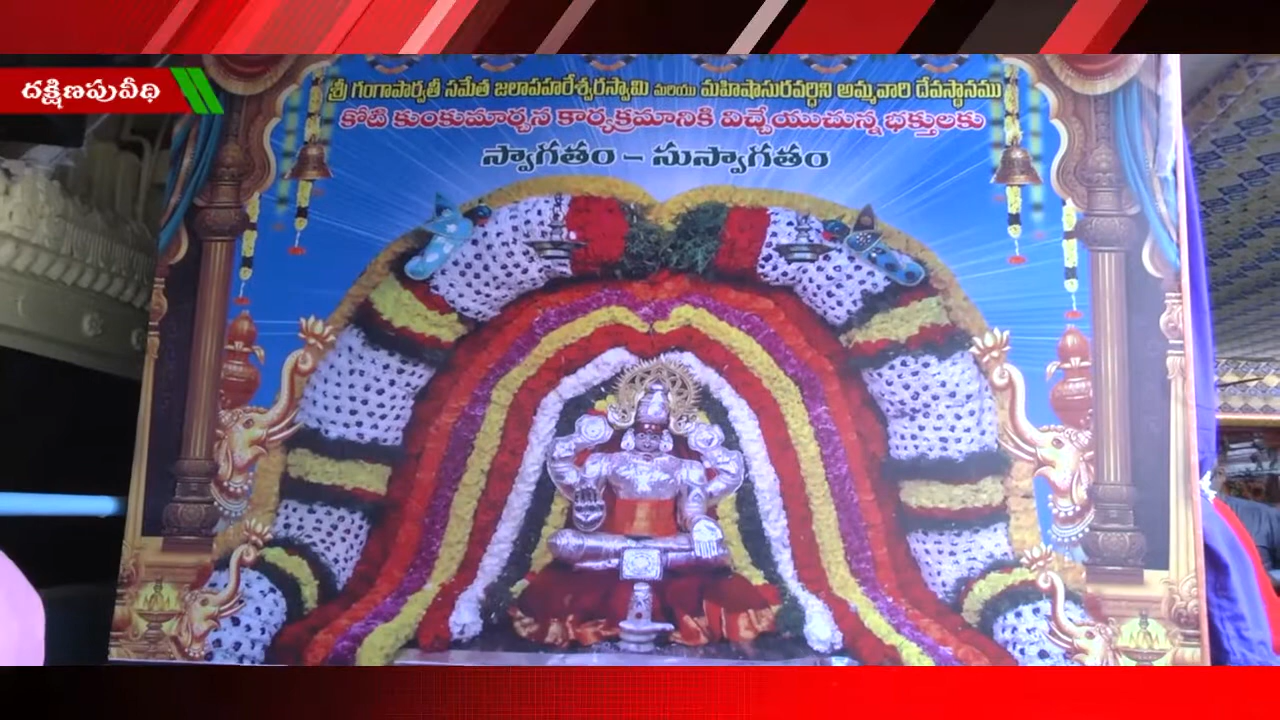 దక్షిణపువీధి
శ్రీ గంగాపార్వతీ సమేత జలాపహరేశ్వరస్వామి మరియు మహిషాసురమర్ధిని అమ్మవారి దేవస్థానము
కోటి కుంకుమార్చన కార్యక్రమానికి విచ్చేయుచున్న భక్తులకు
స్వాగతం – సుస్వాగతం